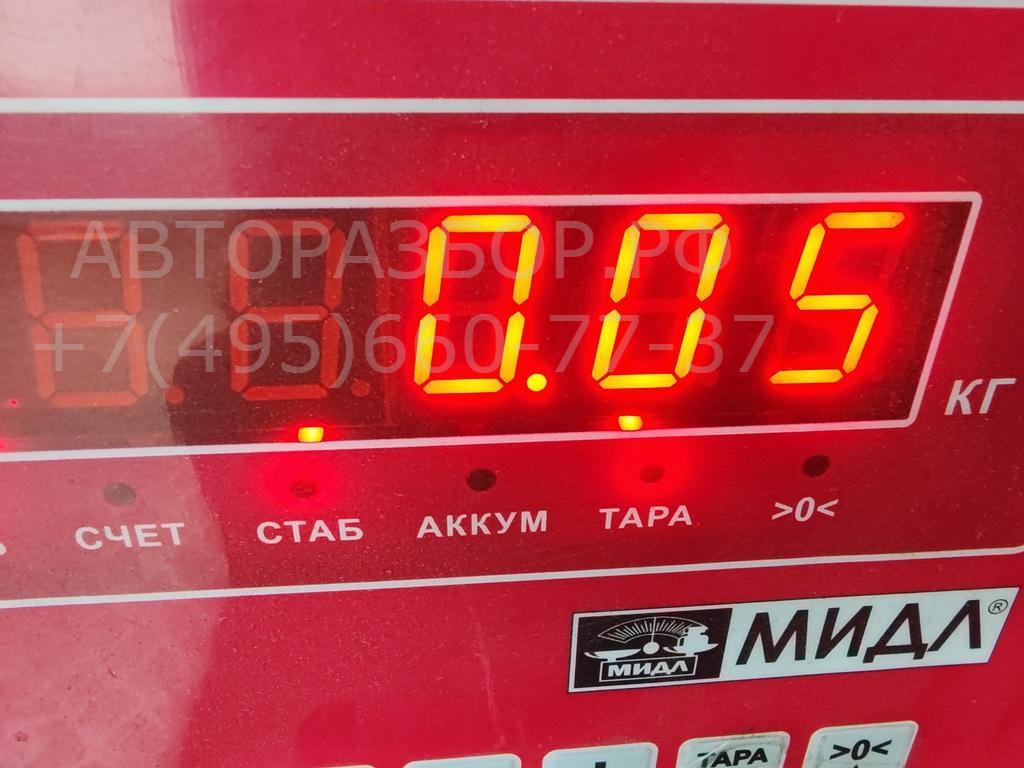 АВТОРАЗБОР.РФ
+7(495)660-77-37
0.05
КГ
СЧЕТ СТАБ АККУМ ТАРА >0<
МИДЛ МИДЛ®
ТАРА >0<